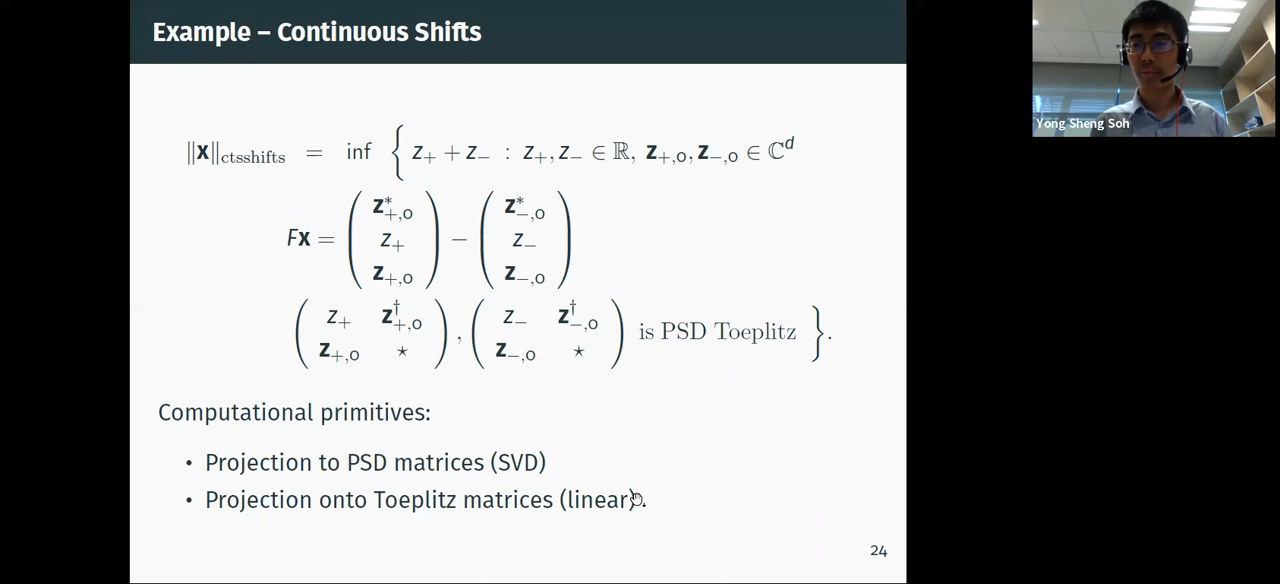 Example – Continuous Shifts
Yong Sheng Soh
‖x‖ctsshifts = inf { z+ + z− : z+, z− ∈ ℝ, z+,0, z−,0 ∈ ℂ^d
Fx = ( z*+,0 ; z+ ; z+,0 ) − ( z*−,0 ; z− ; z−,0 )
( z+ z†+,0 ; z+,0 ⋆ ) , ( z− z†−,0 ; z−,0 ⋆ ) is PSD Toeplitz }.
Computational primitives:
• Projection to PSD matrices (SVD)
• Projection onto Toeplitz matrices (linear).
24